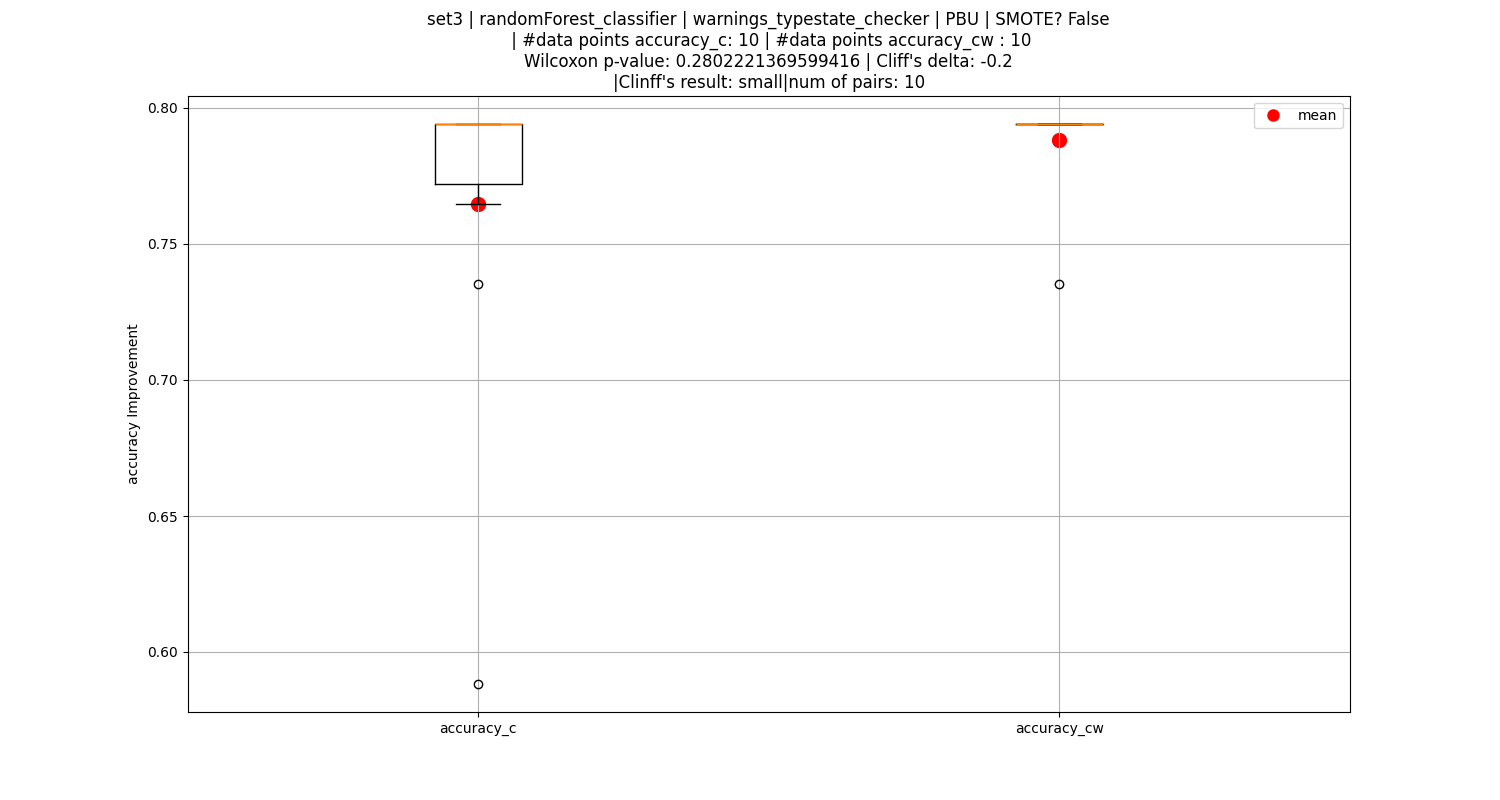 set3 | randomForest_classifier | warnings_typestate_checker | PBU | SMOTE? False
| #data points accuracy_c: 10 | #data points accuracy_cw : 10
Wilcoxon p-value: 0.2802221369599416 | Cliff's delta: -0.2
|Clinff's result: small|num of pairs: 10
mean
0.80
0.75
0.70
0.65
0.60
accuracy Improvement
accuracy_c
accuracy_cw